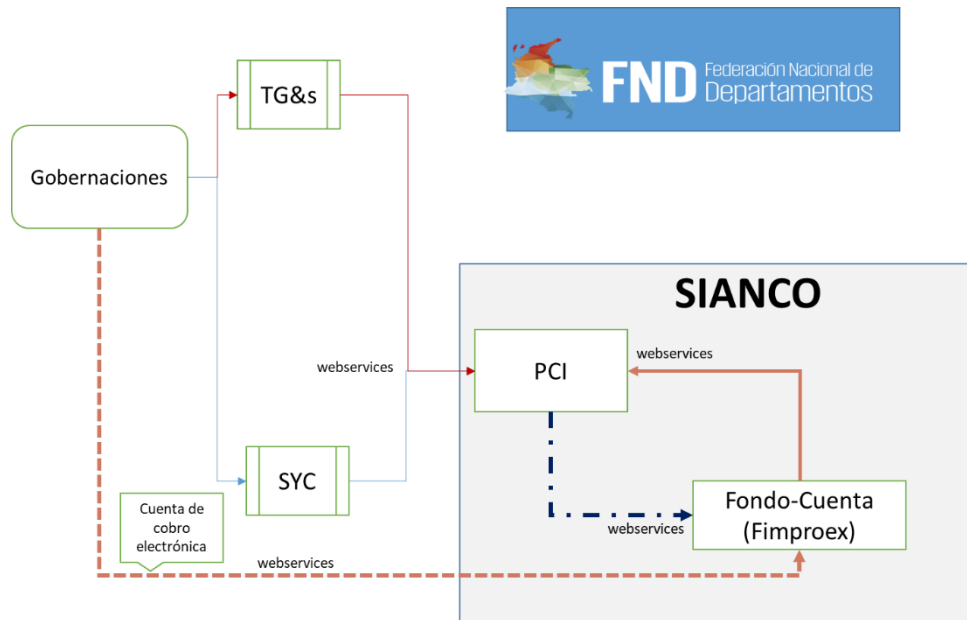 FND
Federación Nacional de
Departamentos
TG&s
Gobernaciones
SIANCO
webservices
webservices
PCI
SYC
Cuenta de
cobro
electrónica
webservices
Fondo-Cuenta
(Fimproex)
webservices